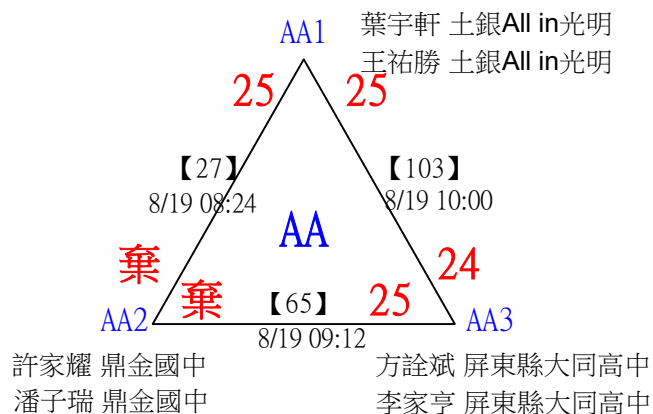 AA1
葉宇軒 土銀All in光明
王祐勝 土銀All in光明
25
25
【27】
8/19 08:24
【103】
8/19 10:00
AA
棄
棄
24
【65】
25
AA2
AA3
8/19 09:12
許家耀 鼎金國中
潘子瑞 鼎金國中
方詮斌 屏東縣大同高中
李家亨 屏東縣大同高中